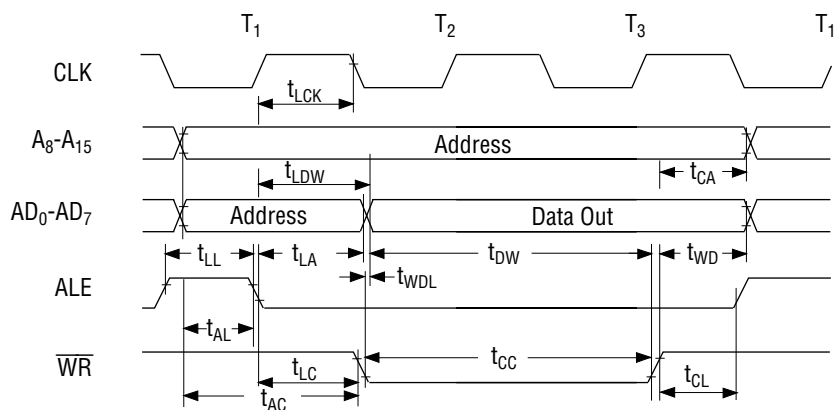 T1 T2 T3 T1
CLK
tLCK
A8-A15
Address
tLDW
tCA
AD0-AD7
Address
Data Out
tLL tLA tDW tWD
tWDL
ALE
tAL
WR
tLC tCC
tAC tCL